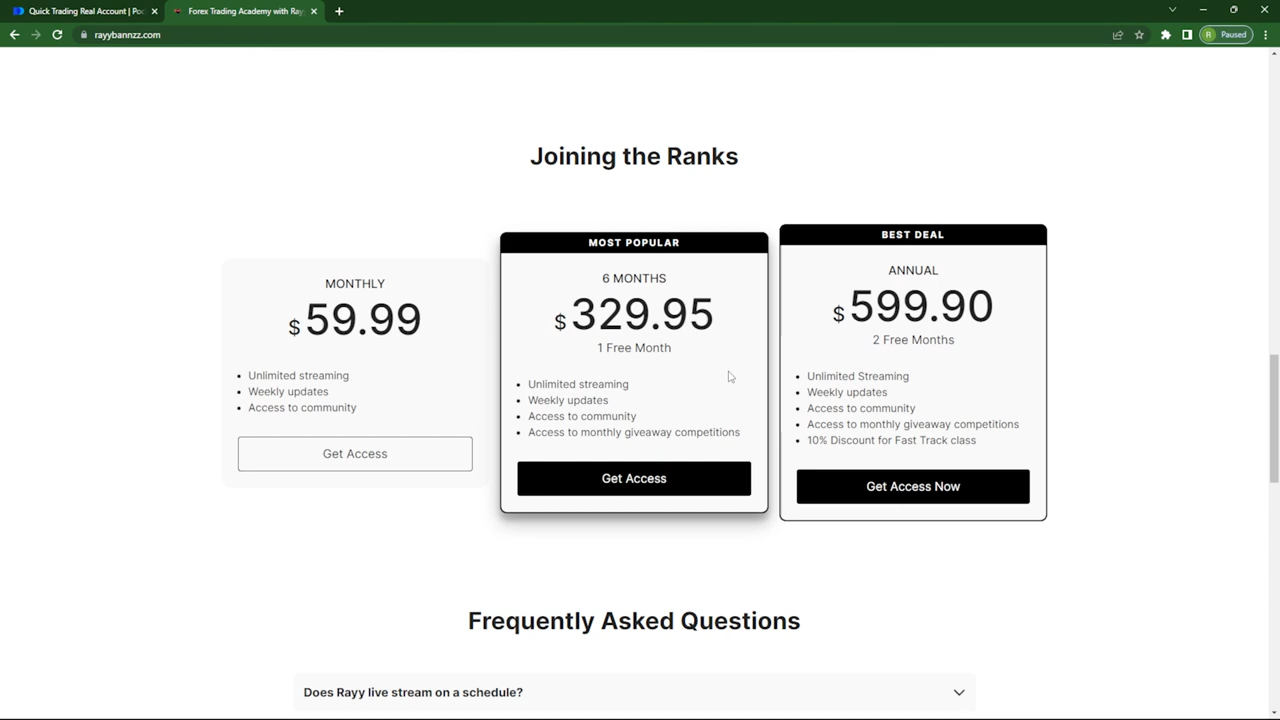 Quick Trading Real Account | Po
Forex Trading Academy with Ray
rayybannzz.com
R Paused
Joining the Ranks
MONTHLY
$59.99
Unlimited streaming
Weekly updates
Access to community
Get Access
MOST POPULAR
6 MONTHS
$329.95
1 Free Month
Unlimited streaming
Weekly updates
Access to community
Access to monthly giveaway competitions
Get Access
BEST DEAL
ANNUAL
$599.90
2 Free Months
Unlimited Streaming
Weekly updates
Access to community
Access to monthly giveaway competitions
10% Discount for Fast Track class
Get Access Now
Frequently Asked Questions
Does Rayy live stream on a schedule?